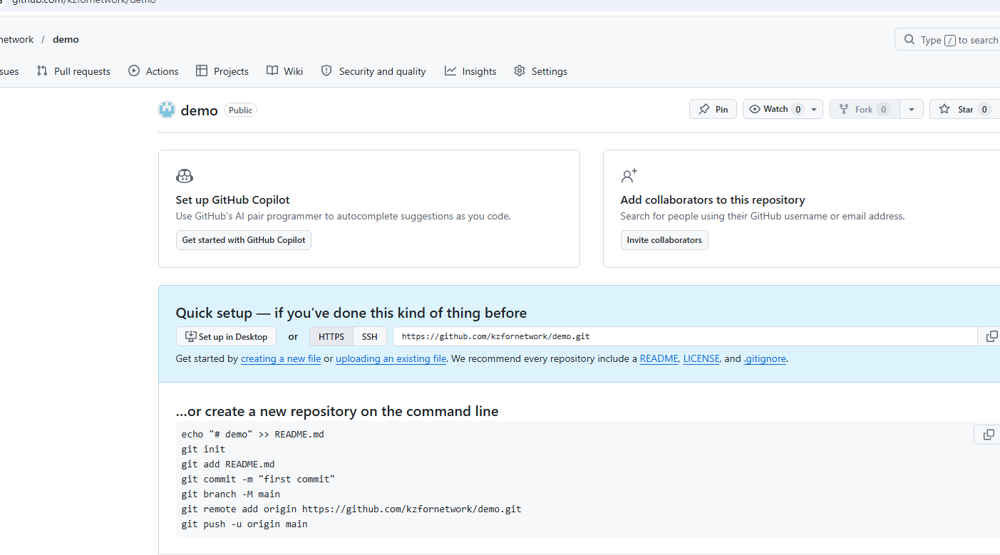 github.com/kzfornetwork/demo
network / demo
Type / to search
sues Pull requests Actions Projects Wiki Security and quality Insights Settings
demo Public
Pin Watch 0 Fork 0 Star 0
Set up GitHub Copilot
Use GitHub's AI pair programmer to autocomplete suggestions as you code.
Get started with GitHub Copilot
Add collaborators to this repository
Search for people using their GitHub username or email address.
Invite collaborators
Quick setup — if you’ve done this kind of thing before
Set up in Desktop or HTTPS SSH https://github.com/kzfornetwork/demo.git
Get started by creating a new file or uploading an existing file. We recommend every repository include a README, LICENSE, and .gitignore.
…or create a new repository on the command line
echo "# demo" >> README.md
git init
git add README.md
git commit -m "first commit"
git branch -M main
git remote add origin https://github.com/kzfornetwork/demo.git
git push -u origin main